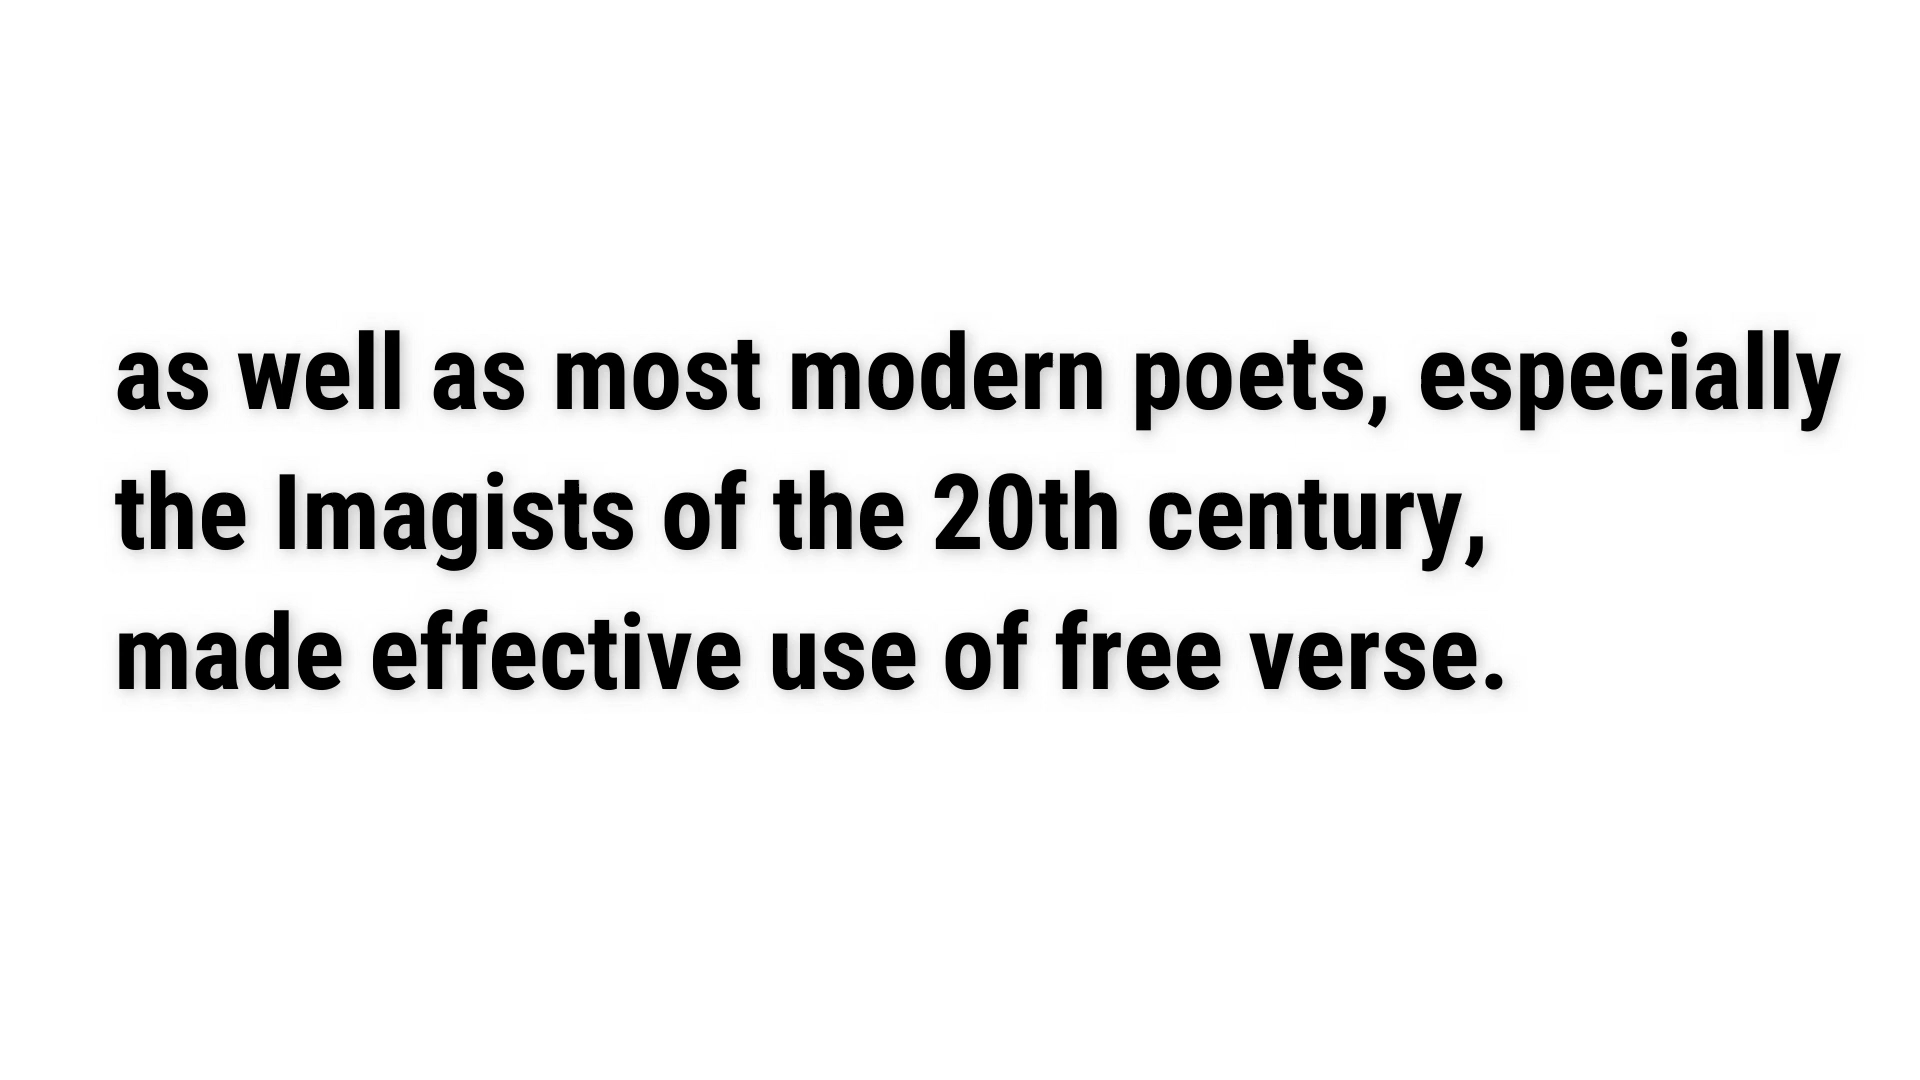 as well as most modern poets, especially
the Imagists of the 20th century,
made effective use of free verse.